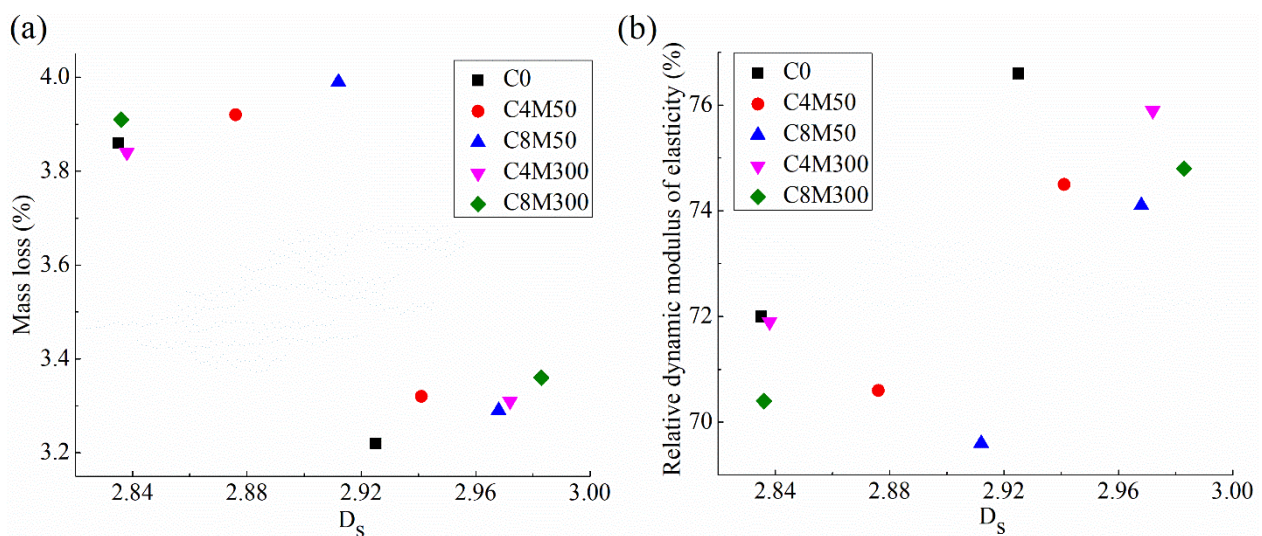 (a)
Mass loss (%)
4.0
3.8
3.6
3.4
3.2
2.84
2.88
2.92
2.96
3.00
D_S
C0
C4M50
C8M50
C4M300
C8M300
(b)
Relative dynamic modulus of elasticity (%)
76
74
72
70
2.84
2.88
2.92
2.96
3.00
D_S
C0
C4M50
C8M50
C4M300
C8M300